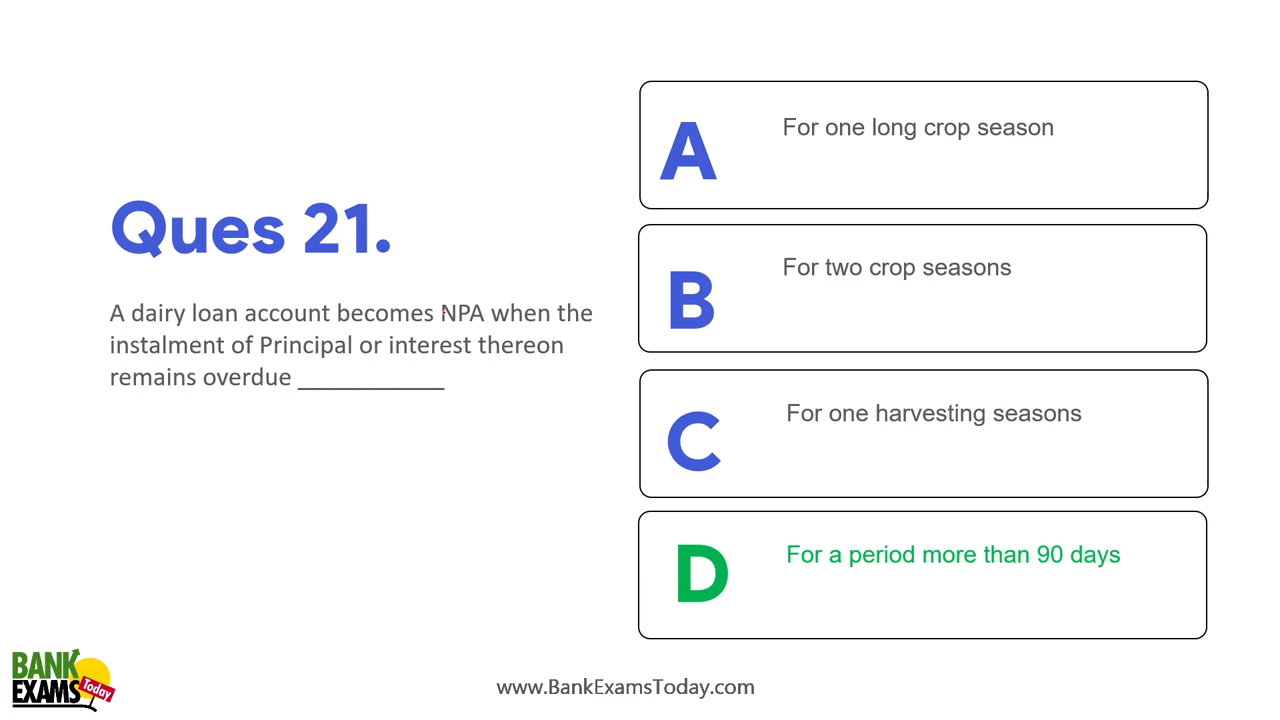 Ques 21.
A dairy loan account becomes NPA when the
instalment of Principal or interest thereon
remains overdue ___________
A For one long crop season
B For two crop seasons
C For one harvesting seasons
D For a period more than 90 days
BANK
EXAMS Today
www.BankExamsToday.com